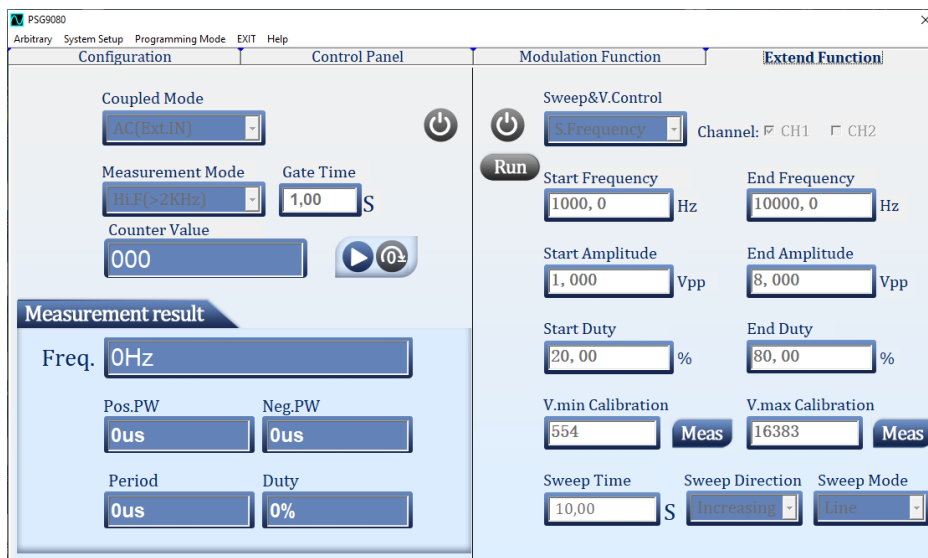 PSG9080
Arbitrary System Setup Programming Mode EXIT Help
Configuration Control Panel Modulation Function Extend Function
Coupled Mode
AC(Ext.IN)
Measurement Mode Gate Time
Hi.F(>2KHz) 1,00 S
Counter Value
000
Measurement result
Freq. 0Hz
Pos.PW Neg.PW
0us 0us
Period Duty
0us 0%
Sweep&V.Control
S.Frequency Channel: CH1 CH2
Run
Start Frequency End Frequency
1000, 0 Hz 10000, 0 Hz
Start Amplitude End Amplitude
1, 000 Vpp 8, 000 Vpp
Start Duty End Duty
20, 00 % 80, 00 %
V.min Calibration V.max Calibration
554 Meas 16383 Meas
Sweep Time Sweep Direction Sweep Mode
10,00 S Increasing Line